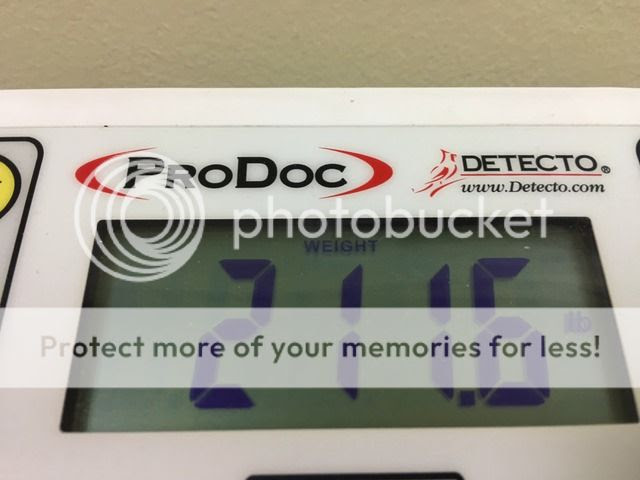 PRODOC
DETECTO®
www.Detecto.com
photobucket
WEIGHT
211.6 lb
Protect more of your memories for less!